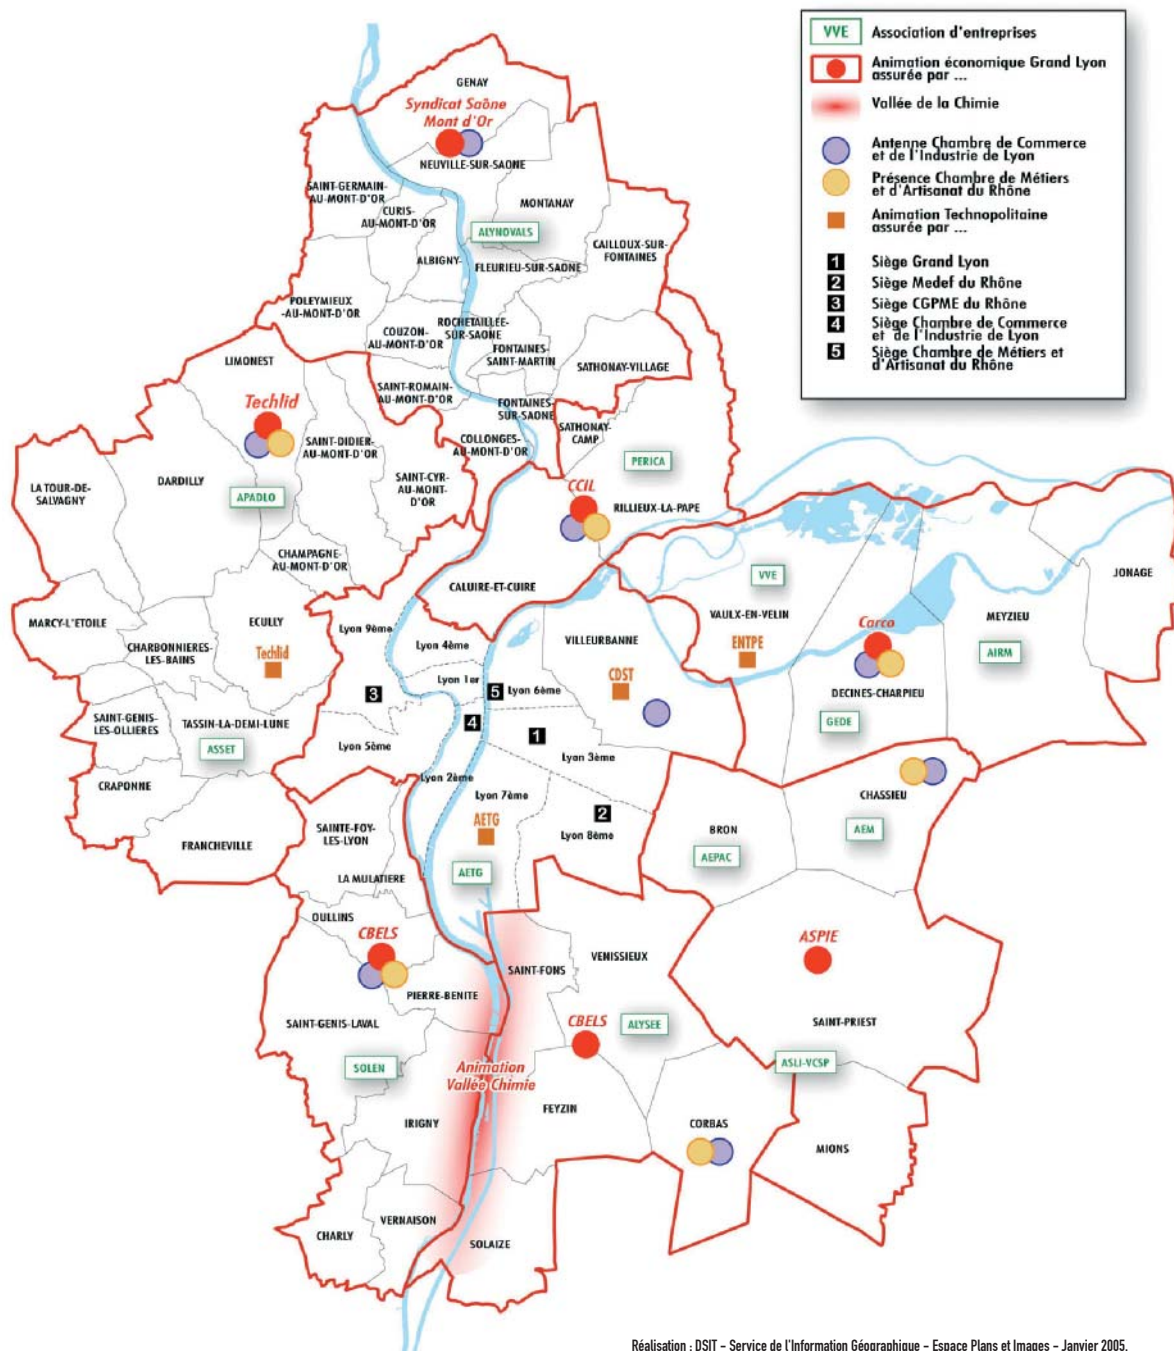 VVE Association d'entreprises
Animation économique Grand Lyon
assurée par ...
Vallée de la Chimie
Antenne Chambre de Commerce
et de l'Industrie de Lyon
Présence Chambre de Métiers
et d'Artisanat du Rhône
Animation Technopolitaine
assurée par ...
1 Siège Grand Lyon
2 Siège Medef du Rhône
3 Siège CGPME du Rhône
4 Siège Chambre de Commerce
et de l'Industrie de Lyon
5 Siège Chambre de Métiers et
d'Artisanat du Rhône
GENAY
Syndicat Saône
Mont d'Or
NEUVILLE-SUR-SAONE
SAINT-GERMAIN-
AU-MONT-D'OR
CURIS-
AU-MONT-D'OR
MONTANAY
ALYNOVALS
CAILLOUX-SUR-
FONTAINES
ALBIGNY-
FLEURIEU-SUR-SAONE
POLEYMIEUX
-AU-MONT-D'OR
COUZON-
AU-MONT-D'OR
ROCHETAILLEE-
SUR-SAONE
FONTAINES-
SAINT-MARTIN
SATHONAY-VILLAGE
LIMONEST
SAINT-ROMAIN-
AU-MONT-D'OR
FONTAINES-
SUR-SAONE
Techlid
SATHONAY-
CAMP
COLLONGES-
AU-MONT-D'OR
SAINT-DIDIER-
AU-MONT-D'OR
PERICA
LA TOUR-DE-
SALVAGNY
DARDILLY
APADLO
SAINT-CYR-
AU-MONT-
D'OR
CCIL
RILLIEUX-LA-PAPE
CHAMPAGNE-
AU-MONT-D'OR
CALUIRE-ET-CUIRE
VVE
JONAGE
MARCY-L'ETOILE
ECULLY
CHARBONNIERES-
LES-BAINS
Techlid
Lyon 9ème
Lyon 4ème
VILLEURBANNE
VAULX-EN-VELIN
ENTPE
Carco
MEYZIEU
AIRM
Lyon 1er
5
Lyon 6ème
CDST
3
DECINES-CHARPIEU
GEDE
SAINT-GENIS-
LES-OLLIERES
TASSIN-LA-DEMI-LUNE
ASSET
4
1
Lyon 5ème
Lyon 3ème
CRAPONNE
Lyon 2ème
Lyon 7ème
CHASSIEU
2
AETG
SAINTE-FOY-
LES-LYON
Lyon 8ème
BRON
AEM
FRANCHEVILLE
AEPAC
LA MULATIERE
AETG
OULLINS
CBELS
ASPIE
VENISSIEUX
SAINT-FONS
PIERRE-BENITE
SAINT-GENIS-LAVAL
CBELS
ALYSEE
SAINT-PRIEST
SOLEN
Animation
Vallée Chimie
ASLI-VCSP
FEYZIN
IRIGNY
CORBAS
MIONS
VERNAISON
CHARLY
SOLAIZE
Réalisation : DSIT - Service de l'Information Géographique - Espace Plans et Images - Janvier 2005.